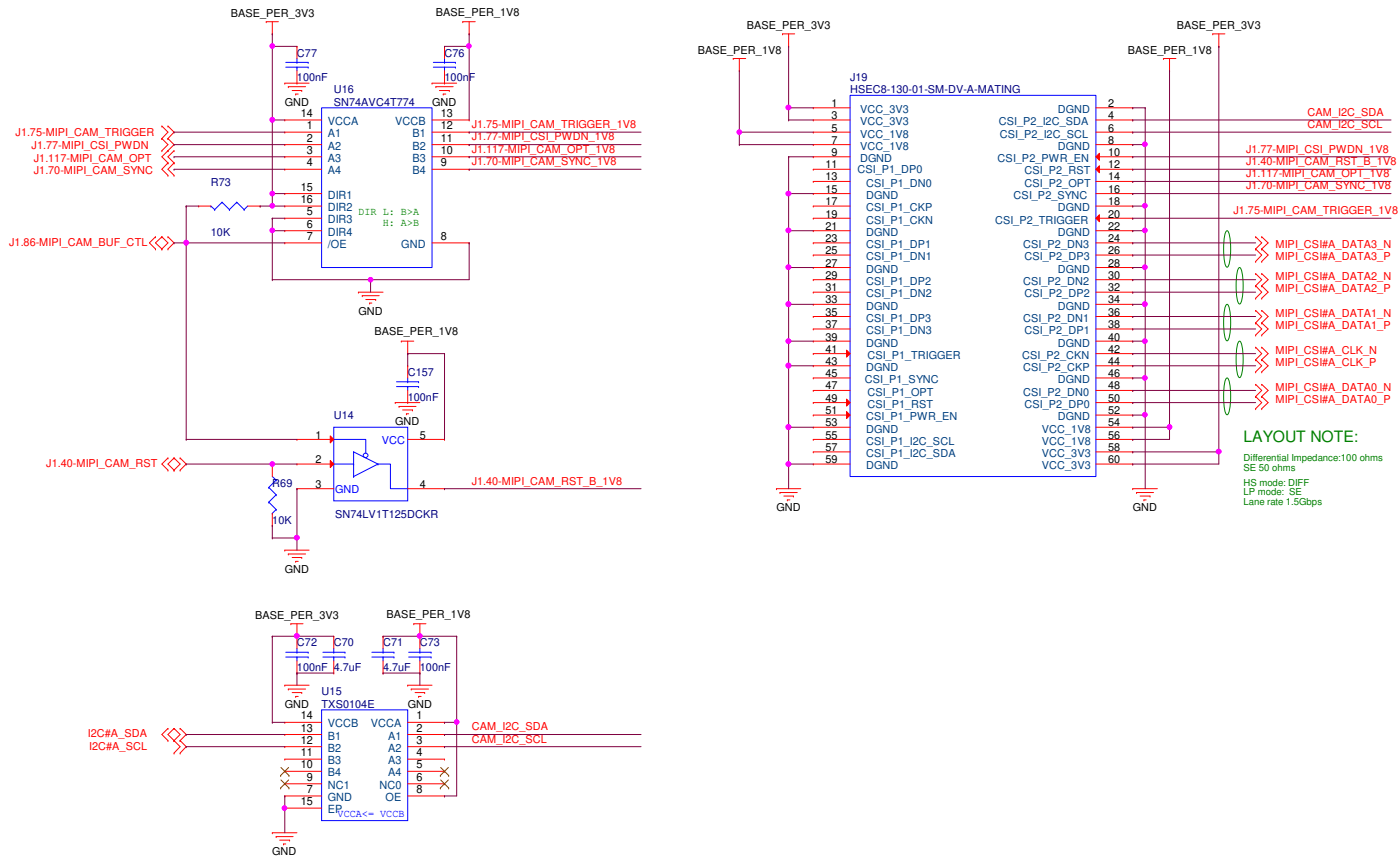 BASE_PER_3V3
BASE_PER_1V8
C77
100nF
GND
C76
100nF
GND
U16
SN74AVC4T774
14 VCCA VCCB 13
J1.75-MIPI_CAM_TRIGGER 1 A1 B1 12 J1.75-MIPI_CAM_TRIGGER_1V8
J1.77-MIPI_CSI_PWDN 2 A2 B2 11 J1.77-MIPI_CSI_PWDN_1V8
J1.117-MIPI_CAM_OPT 3 A3 B3 10 J1.117-MIPI_CAM_OPT_1V8
J1.70-MIPI_CAM_SYNC 4 A4 B4 9 J1.70-MIPI_CAM_SYNC_1V8
R73
10K
15 DIR1
16 DIR2
5 DIR3
6 DIR4
DIR L: B>A
H: A>B
J1.86-MIPI_CAM_BUF_CTL 7 /OE GND 8
GND
BASE_PER_1V8
C157
100nF
GND
U14
1 VCC 5
J1.40-MIPI_CAM_RST 2
R69
10K
3 GND 4 J1.40-MIPI_CAM_RST_B_1V8
SN74LV1T125DCKR
GND
BASE_PER_3V3
BASE_PER_1V8
C72
100nF
C70
4.7uF
C71
4.7uF
C73
100nF
GND
GND
U15
TXS0104E
14 VCCB VCCA 1
I2C#A_SDA 13 B1 A1 2 CAM_I2C_SDA
I2C#A_SCL 12 B2 A2 3 CAM_I2C_SCL
11 B3 A3 4
10 B4 A4 5
9 NC1 NC0 6
7 GND OE 8
15 EP
VCCA<= VCCB
GND
BASE_PER_3V3
BASE_PER_1V8
BASE_PER_3V3
BASE_PER_1V8
J19
HSEC8-130-01-SM-DV-A-MATING
1 VCC_3V3 DGND 2
3 VCC_3V3 CSI_P2_I2C_SDA 4 CAM_I2C_SDA
5 VCC_1V8 CSI_P2_I2C_SCL 6 CAM_I2C_SCL
7 VCC_1V8 DGND 8
9 DGND CSI_P2_PWR_EN 10 J1.77-MIPI_CSI_PWDN_1V8
11 CSI_P1_DP0 CSI_P2_RST 12 J1.40-MIPI_CAM_RST_B_1V8
13 CSI_P1_DN0 CSI_P2_OPT 14 J1.117-MIPI_CAM_OPT_1V8
15 DGND CSI_P2_SYNC 16 J1.70-MIPI_CAM_SYNC_1V8
17 CSI_P1_CKP DGND 18
19 CSI_P1_CKN CSI_P2_TRIGGER 20 J1.75-MIPI_CAM_TRIGGER_1V8
21 DGND DGND 22
23 CSI_P1_DP1 CSI_P2_DN3 24 MIPI_CSI#A_DATA3_N
25 CSI_P1_DN1 CSI_P2_DP3 26 MIPI_CSI#A_DATA3_P
27 DGND DGND 28
29 CSI_P1_DP2 CSI_P2_DN2 30 MIPI_CSI#A_DATA2_N
31 CSI_P1_DN2 CSI_P2_DP2 32 MIPI_CSI#A_DATA2_P
33 DGND DGND 34
35 CSI_P1_DP3 CSI_P2_DN1 36 MIPI_CSI#A_DATA1_N
37 CSI_P1_DN3 CSI_P2_DP1 38 MIPI_CSI#A_DATA1_P
39 DGND DGND 40
41 CSI_P1_TRIGGER CSI_P2_CKN 42 MIPI_CSI#A_CLK_N
43 DGND CSI_P2_CKP 44 MIPI_CSI#A_CLK_P
45 CSI_P1_SYNC DGND 46
47 CSI_P1_OPT CSI_P2_DN0 48 MIPI_CSI#A_DATA0_N
49 CSI_P1_RST CSI_P2_DP0 50 MIPI_CSI#A_DATA0_P
51 CSI_P1_PWR_EN DGND 52
53 DGND VCC_1V8 54
55 CSI_P1_I2C_SCL VCC_1V8 56
57 CSI_P1_I2C_SDA VCC_3V3 58
59 DGND VCC_3V3 60
GND
GND
LAYOUT NOTE:
Differential Impedance:100 ohms
SE 50 ohms
HS mode: DIFF
LP mode: SE
Lane rate 1.5Gbps